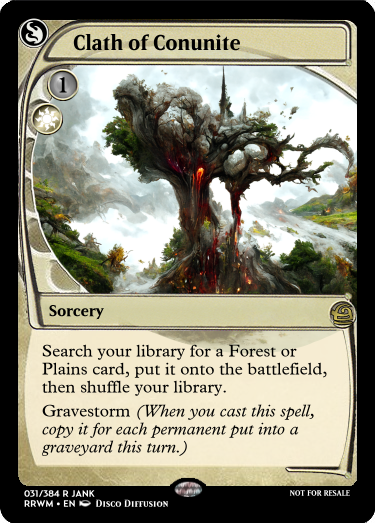 Clath of Conunite
1
Sorcery
Search your library for a Forest or
Plains card, put it onto the battlefield,
then shuffle your library.
Gravestorm (When you cast this spell,
copy it for each permanent put into a
graveyard this turn.)
031/384 R JANK
RRWM • EN Disco Diffusion
NOT FOR RESALE